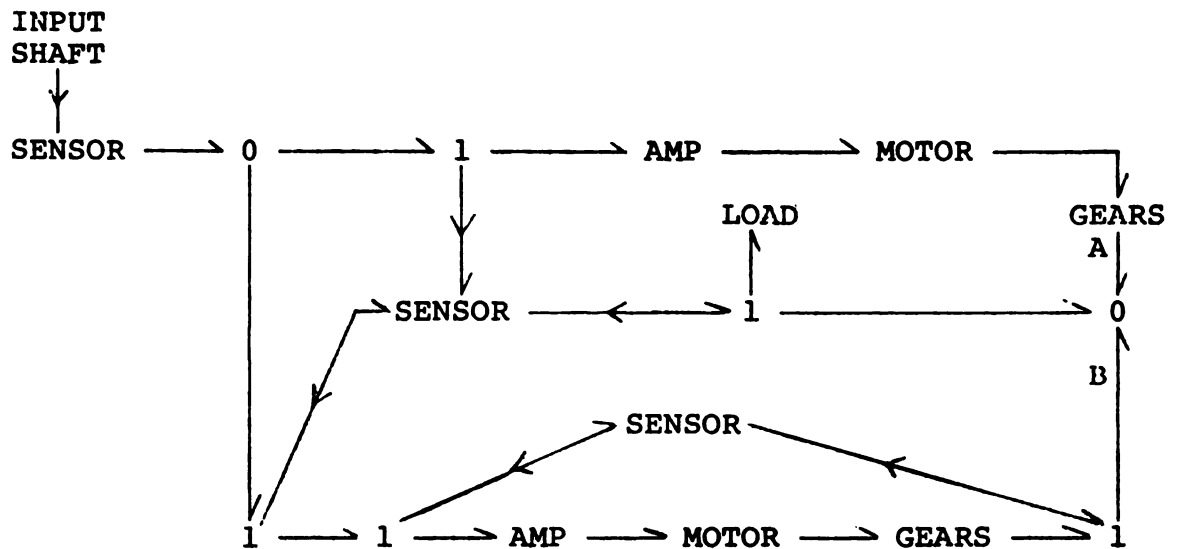 INPUT
SHAFT
SENSOR 0 1 AMP MOTOR
LOAD GEARS
A
SENSOR 1 0
B
SENSOR
1 1 AMP MOTOR GEARS 1